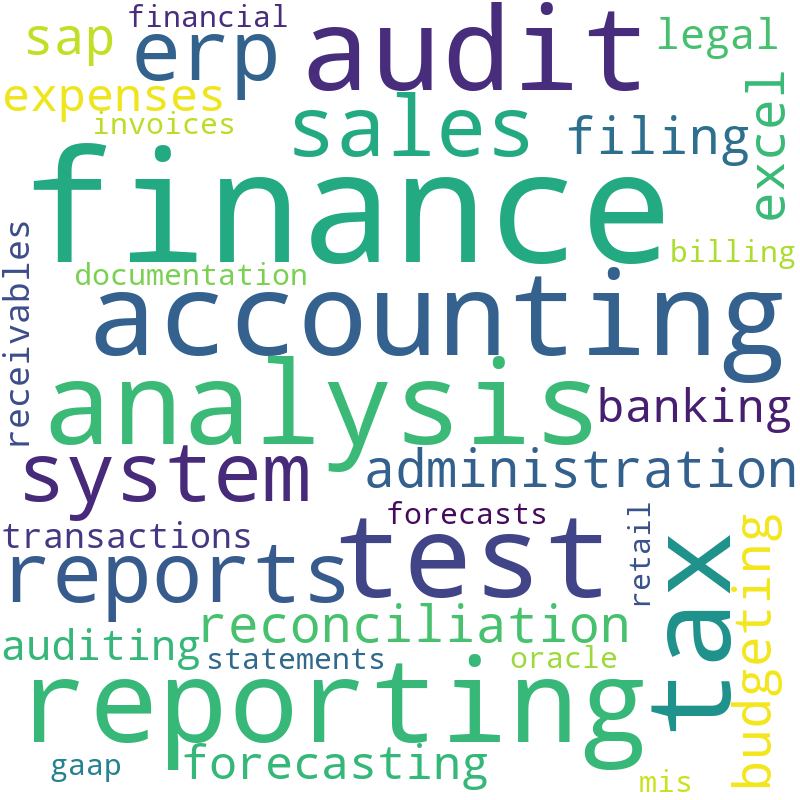 financial
sap
erp
audit
legal
expenses
invoices
sales
filing
excel
finance
receivables
documentation
billing
accounting
analysis
banking
system
administration
transactions
forecasts
reports
test
retail
tax
budgeting
reconciliation
auditing
statements
oracle
reporting
gaap
forecasting
mis